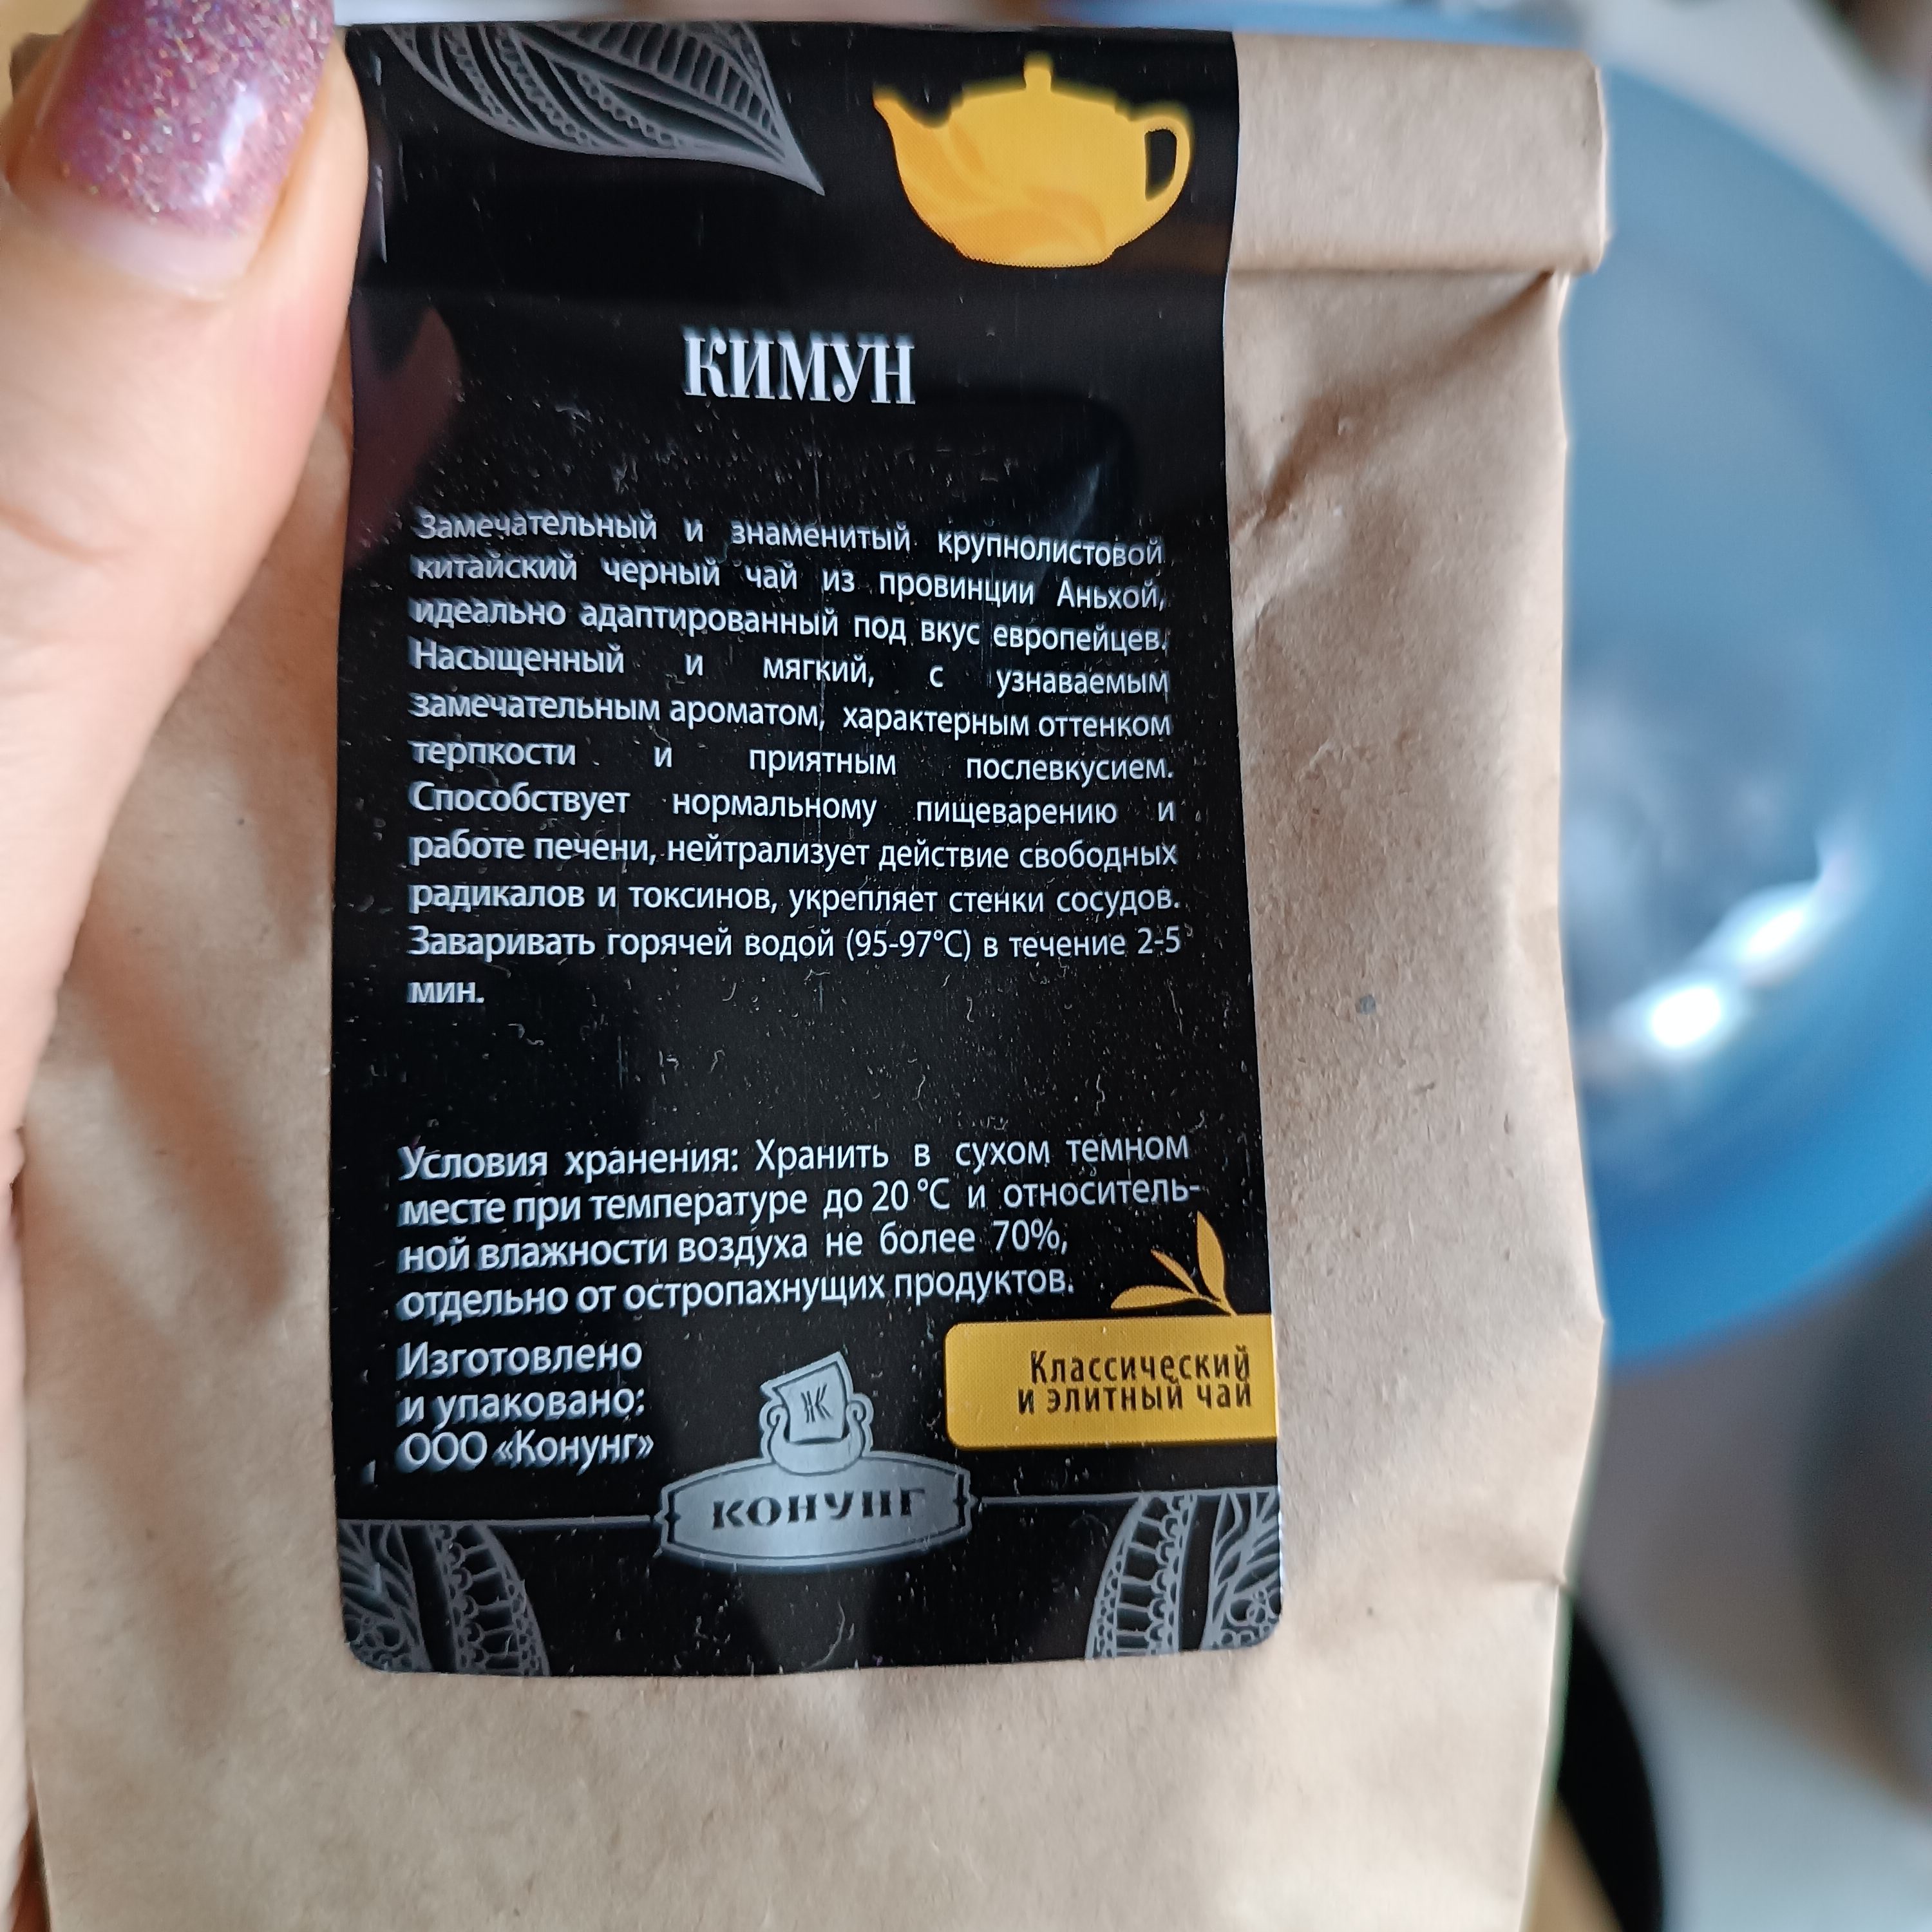 КИМУН
Замечательный и знаменитый крупнолистовой
китайский черный чай из провинции Аньхой,
идеально адаптированный под вкус европейцев.
Насыщенный и мягкий, с узнаваемым
замечательным ароматом, характерным оттенком
терпкости и приятным послевкусием.
Способствует нормальному пищеварению и
работе печени, нейтрализует действие свободных
радикалов и токсинов, укрепляет стенки сосудов.
Заваривать горячей водой (95-97°C) в течение 2-5
мин.
Условия хранения: Хранить в сухом темном
месте при температуре до 20 °C и относитель-
ной влажности воздуха не более 70%,
отдельно от остропахнущих продуктов.
Изготовлено
и упаковано:
ООО «Конунг»
Классический
и элитный чай
Ж
КОНУНГ